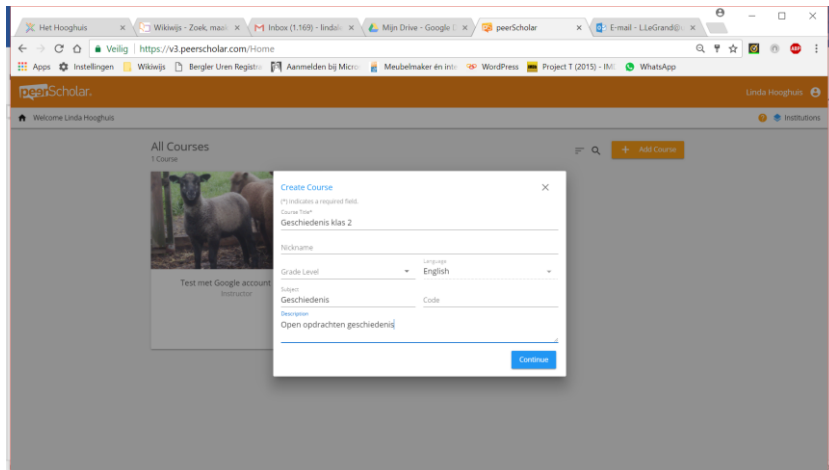 Het Hooghuis
Wikiwijs - Zoek, maak
Inbox (1.169) - lindal
Mijn Drive - Google D
peerScholar
E-mail - L.LeGrand@
Veilig | https://v3.peerscholar.com/Home
Apps Instellingen Wikiwijs Bergler Uren Registra Aanmelden bij Micro Meubelmaker én inte WordPress Project T (2015) - IM WhatsApp
peerScholar.
Linda Hooghuis
Welcome Linda Hooghuis
Institutions
All Courses
1 Course
+ Add Course
Test met Google account
Instructor
Create Course
(*) Indicates a required field.
Course Title*
Geschiedenis klas 2
Nickname
Grade Level
Language
English
Subject
Geschiedenis
Code
Description
Open opdrachten geschiedenis
Continue